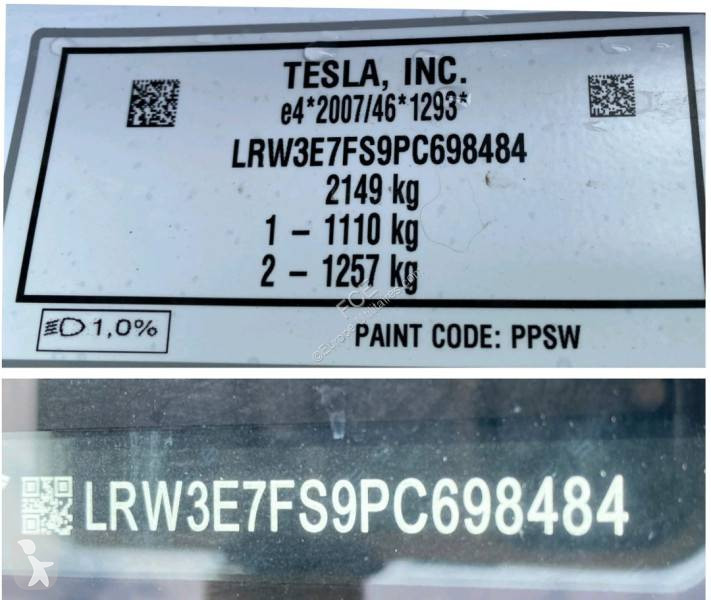 TESLA, INC.
e4*2007/46*1293*
LRW3E7FS9PC698484
2149 kg
1 – 1110 kg
2 – 1257 kg
1,0%
PAINT CODE: PPSW
LRW3E7FS9PC698484